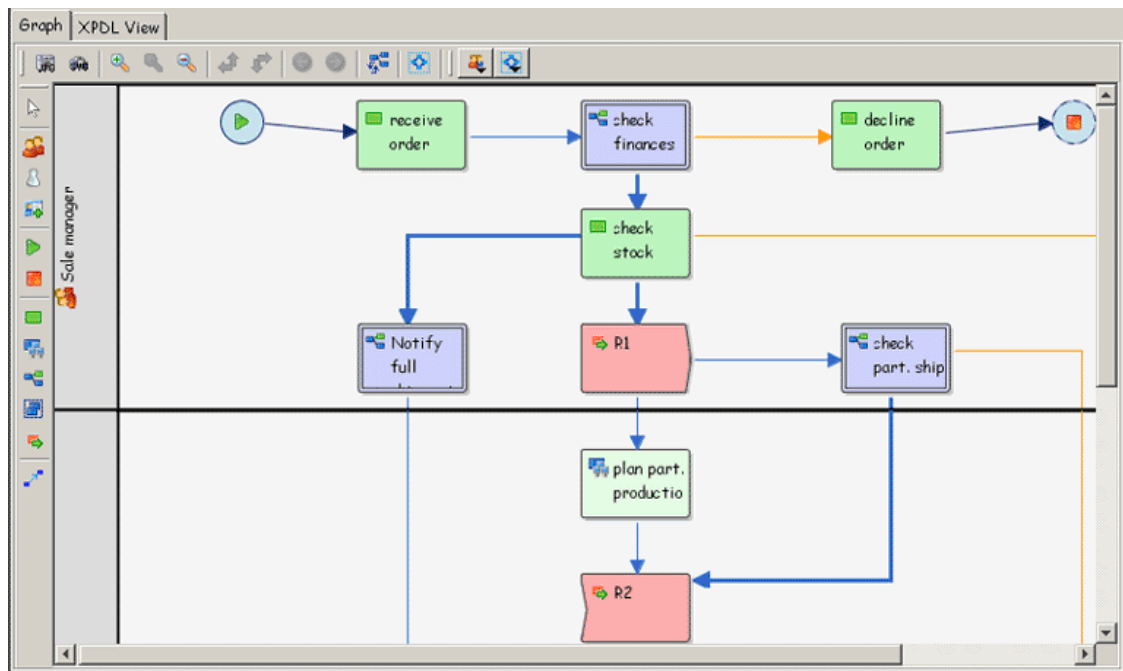 Graph
XPDL View
receive
order
check
finances
decline
order
Sale manager
check
stock
Notify
full
R1
check
part. ship
plan part.
productio
R2